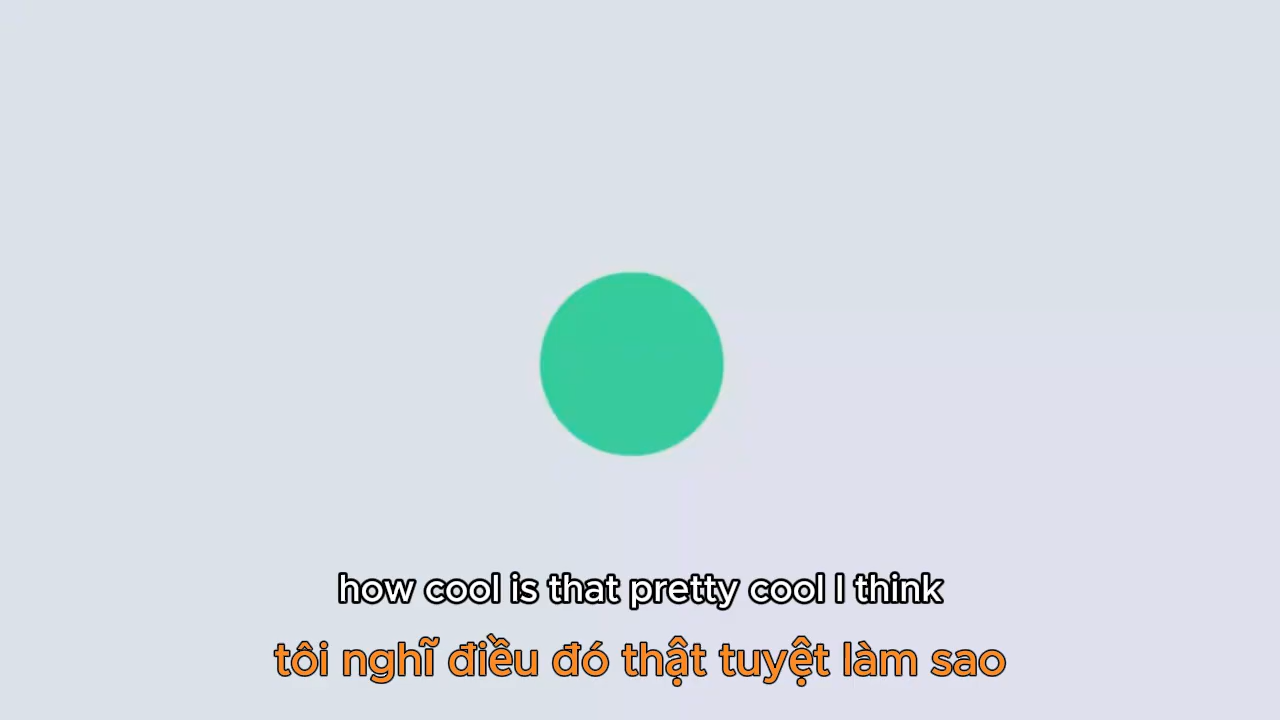 how cool is that pretty cool I think
tôi nghĩ điều đó thật tuyệt làm sao